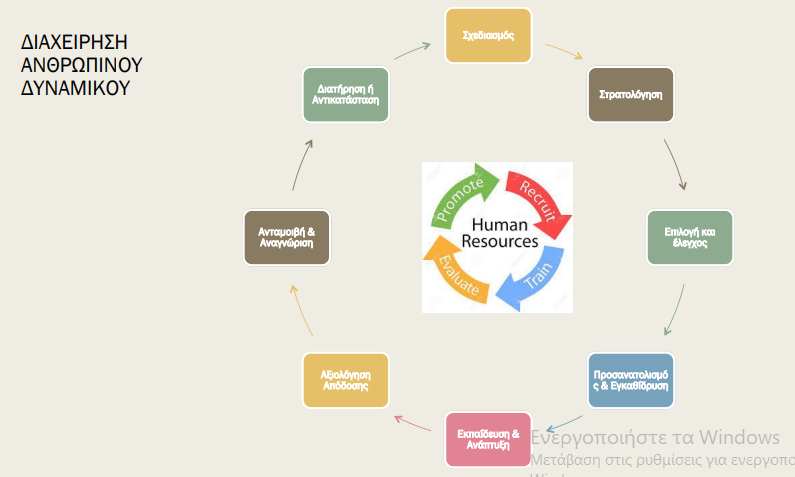 ΔΙΑΧΕΙΡΗΣΗ
ΑΝΘΡΩΠΙΝΟΥ
ΔΥΝΑΜΙΚΟΥ
Σχεδιασμός
Στρατολόγηση
Επιλογή και
έλεγχος
Προσανατολισμό
ς & Εγκαθίδρυση
Εκπαίδευση &
Ανάπτυξη
Αξιολόγηση
Απόδοσης
Ανταμοιβή &
Αναγνώριση
Διατήρηση ή
Αντικατάσταση
Promote
Recruit
Train
Evaluate
Human
Resources
Ενεργοποιήστε τα Windows
Μετάβαση στις ρυθμίσεις για ενεργοπο